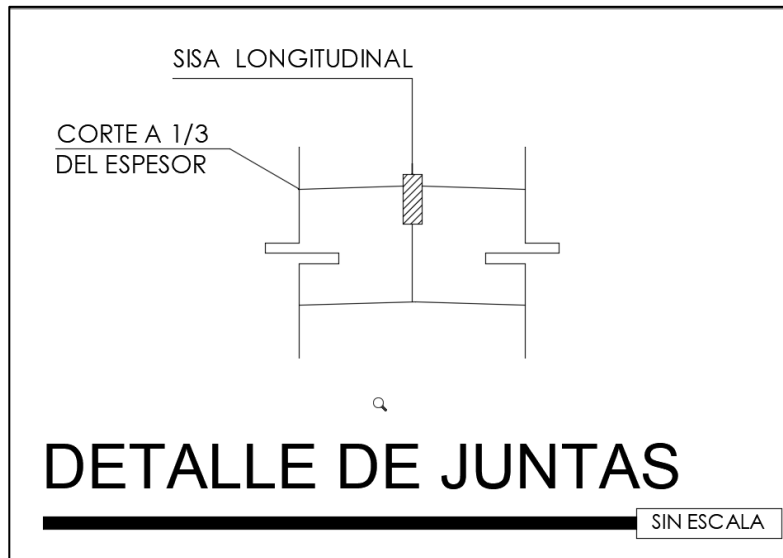 SISA LONGITUDINAL
CORTE A 1/3
DEL ESPESOR
DETALLE DE JUNTAS
SIN ESCALA